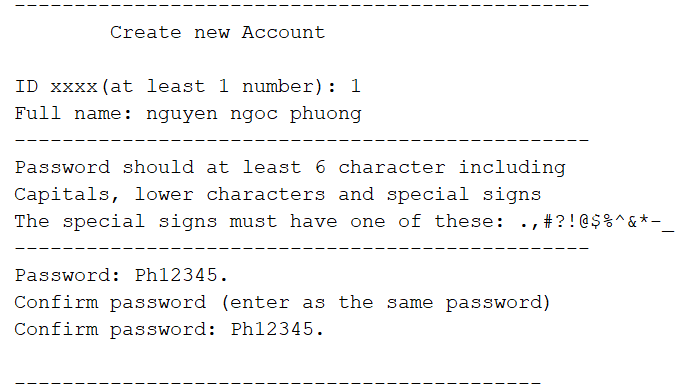 ------------------------------------------------
Create new Account
ID xxxx(at least 1 number): 1
Full name: nguyen ngoc phuong
------------------------------------------------
Password should at least 6 character including
Capitals, lower characters and special signs
The special signs must have one of these: .,#?!@$%^&*-_
------------------------------------------------
Password: Ph12345.
Confirm password (enter as the same password)
Confirm password: Ph12345.
--------------------------------------------